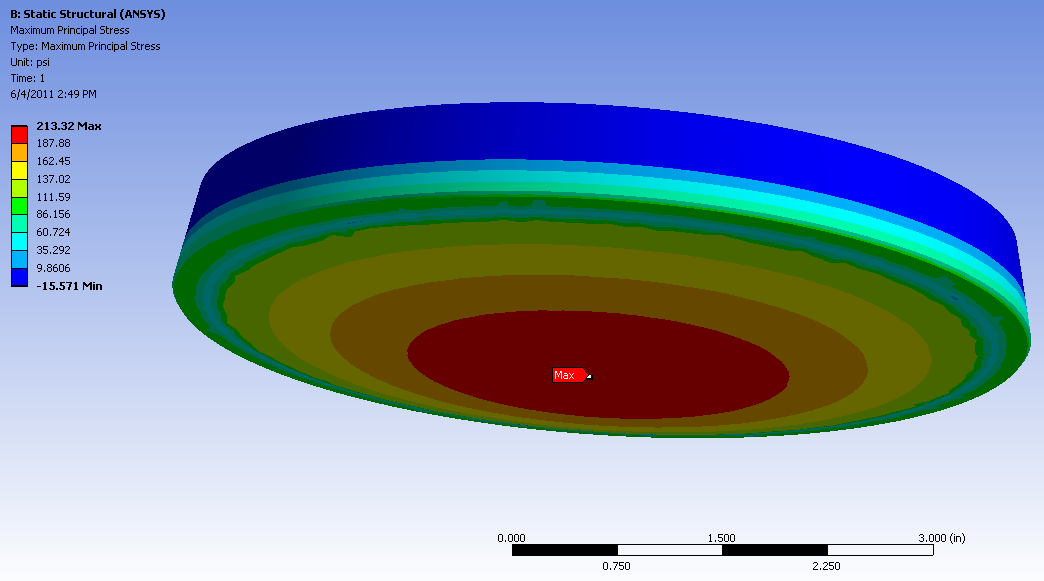 B: Static Structural (ANSYS)
Maximum Principal Stress
Type: Maximum Principal Stress
Unit: psi
Time: 1
6/4/2011 2:49 PM
213.32 Max
187.88
162.45
137.02
111.59
86.156
60.724
35.292
9.8606
-15.571 Min
Max
0.000 1.500 3.000 (in)
0.750 2.250